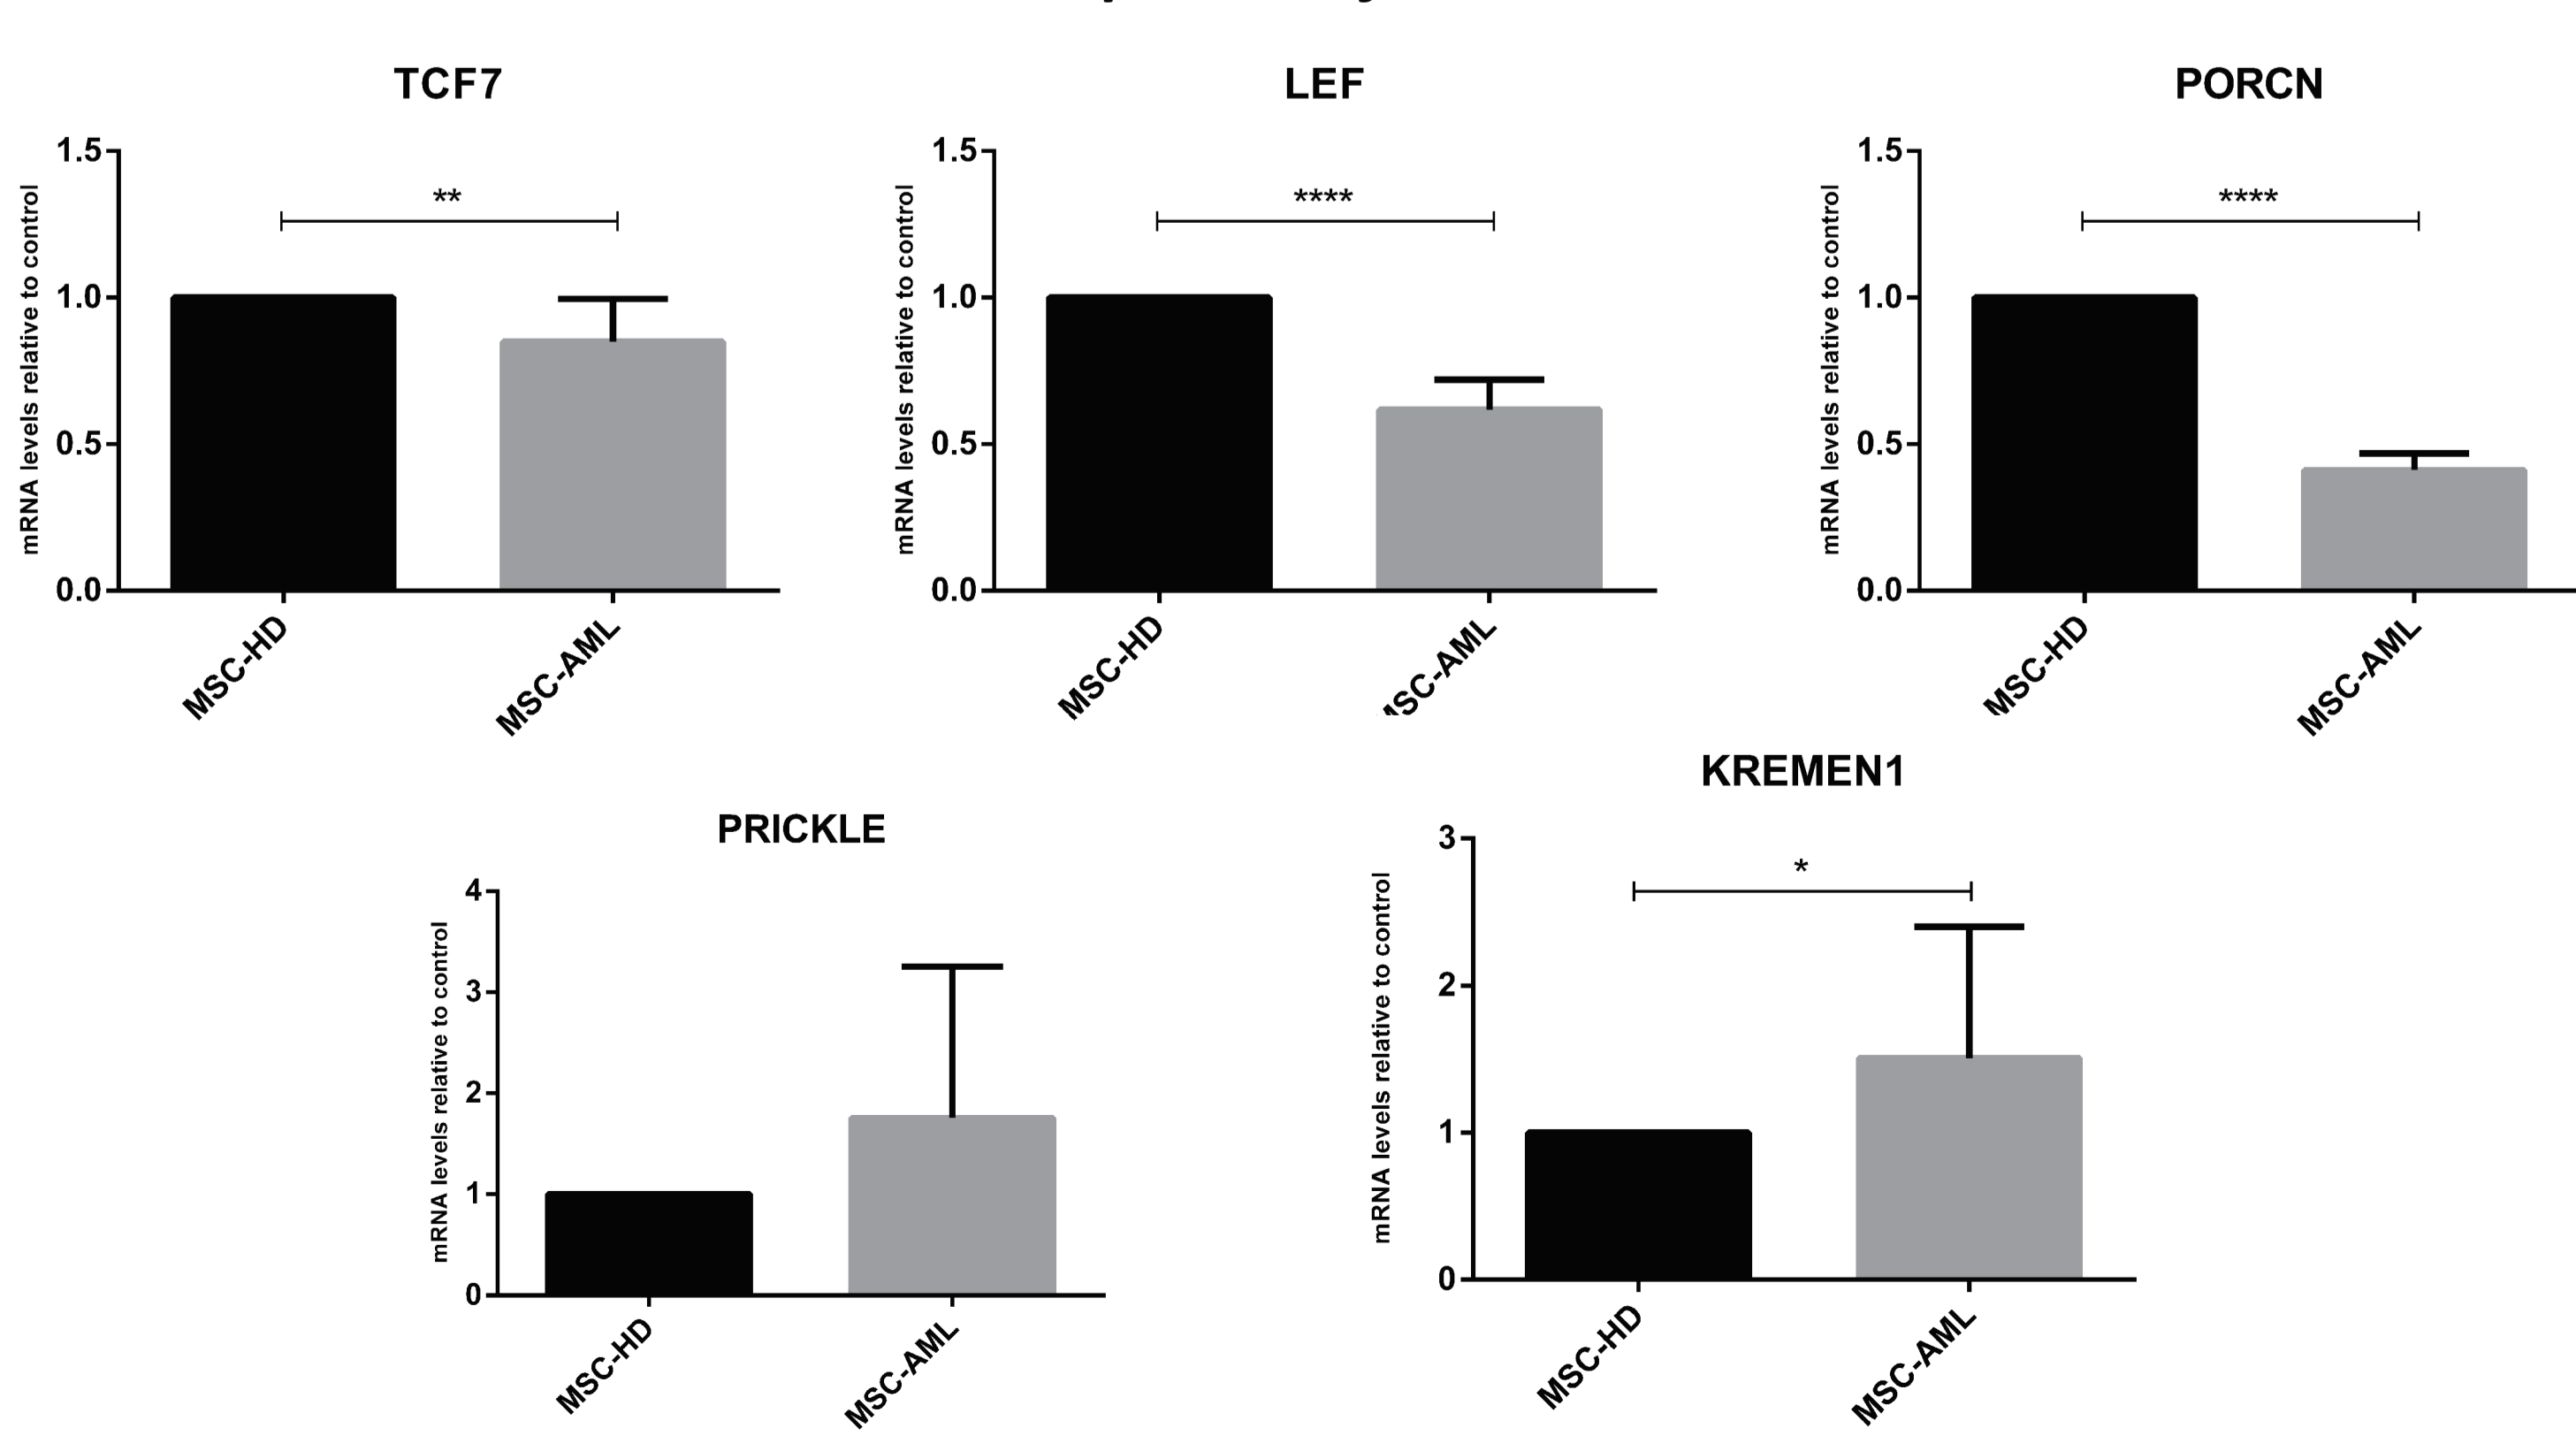 TCF7
LEF
PORCN
1.5
1.0
0.5
0.0
mRNA levels relative to control
**
MSC-HD
MSC-AML
1.5
1.0
0.5
0.0
mRNA levels relative to control
****
MSC-HD
SC-AML
1.5
1.0
0.5
0.0
mRNA levels relative to control
****
MSC-HD
MSC-AML
PRICKLE
4
3
2
1
0
mRNA levels relative to control
MSC-HD
MSC-AML
KREMEN1
3
2
1
0
mRNA levels relative to control
*
MSC-HD
MSC-AML